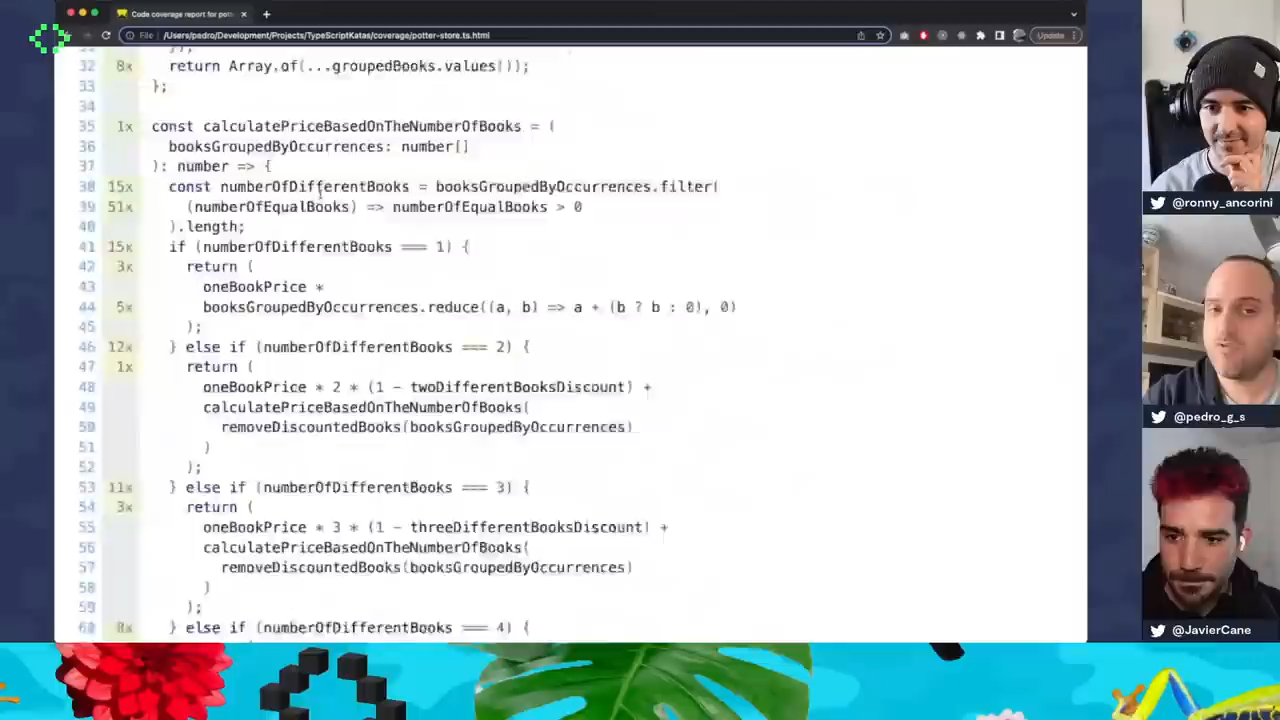 Code coverage report for pott
File
/Users/pedro/Development/Projects/TypeScriptKatas/coverage/potter-store.ts.html
Update
32 8x return Array.of(...groupedBooks.values());
33 };
34
35 1x const calculatePriceBasedOnTheNumberOfBooks = (
36 booksGroupedByOccurrences: number[]
37 ): number => {
38 15x const numberOfDifferentBooks = booksGroupedByOccurrences.filter(
39 51x (numberOfEqualBooks) => numberOfEqualBooks > 0
40 ).length;
41 15x if (numberOfDifferentBooks === 1) {
42 3x return (
43 oneBookPrice *
44 5x booksGroupedByOccurrences.reduce((a, b) => a + (b ? b : 0), 0)
45 );
46 12x } else if (numberOfDifferentBooks === 2) {
47 1x return (
48 oneBookPrice * 2 * (1 - twoDifferentBooksDiscount) +
49 calculatePriceBasedOnTheNumberOfBooks(
50 removeDiscountedBooks(booksGroupedByOccurrences)
51 )
52 );
53 11x } else if (numberOfDifferentBooks === 3) {
54 3x return (
55 oneBookPrice * 3 * (1 - threeDifferentBooksDiscount) +
56 calculatePriceBasedOnTheNumberOfBooks(
57 removeDiscountedBooks(booksGroupedByOccurrences)
58 )
59 );
60 8x } else if (numberOfDifferentBooks === 4) {
@ronny_ancorini
@pedro_g_s
@JavierCane